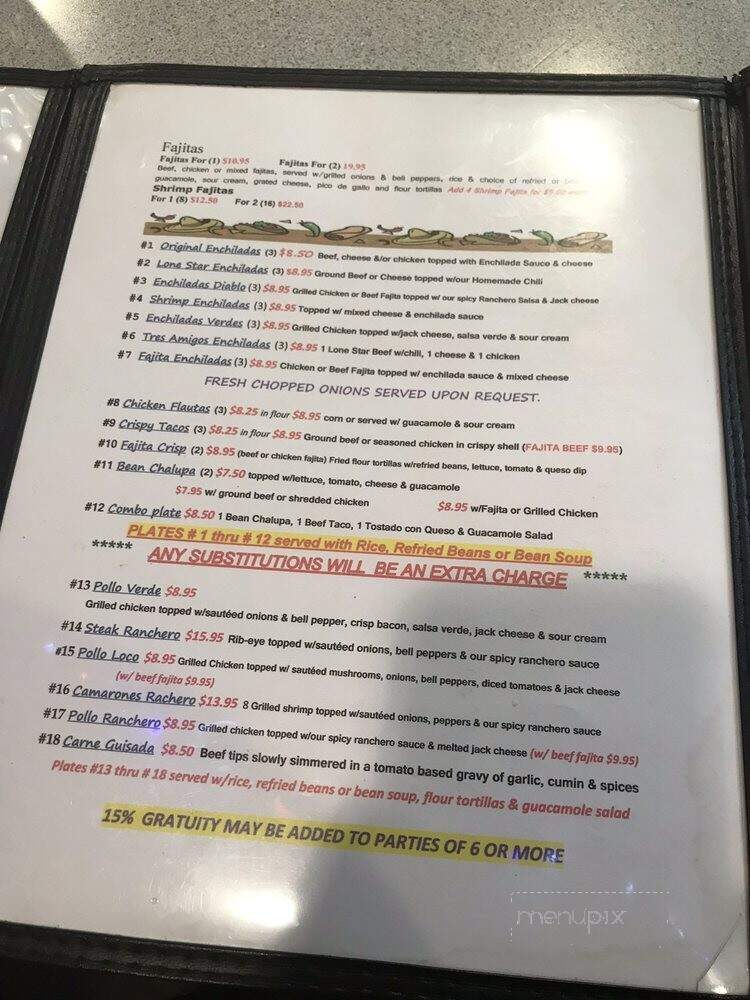 Fajitas
Fajitas For (1) $10.95 Fajitas For (2) 19.95
Beef, chicken or mixed fajitas, served w/grilled onions & bell peppers, rice & choice of refried or
guacamole, sour cream, grated cheese, pico de gallo and flour tortillas Add 4 Shrimp Fajita for
Shrimp Fajitas
For 1 (8) $12.50 For 2 (16) $22.50
#1 Original Enchiladas (3) $8.50 Beef, cheese &/or chicken topped with Enchilada Sauce & cheese
#2 Lone Star Enchiladas (3) $8.95 Ground Beef or Cheese topped w/our Homemade Chili
#3 Enchiladas Diablo (3) $8.95 Grilled Chicken or Beef Fajita topped w/ our spicy Ranchero Salsa & Jack cheese
#4 Shrimp Enchiladas (3) $8.95 Topped w/ mixed cheese & enchilada sauce
#5 Enchiladas Verdes (3) $8.95 Grilled Chicken topped w/jack cheese, salsa verde & sour cream
#6 Tres Amigos Enchiladas (3) $8.95 1 Lone Star Beef w/chili, 1 cheese & 1 chicken
#7 Fajita Enchiladas (3) $8.95 Chicken or Beef Fajita topped w/ enchilada sauce & mixed cheese
FRESH CHOPPED ONIONS SERVED UPON REQUEST.
#8 Chicken Flautas (3) $8.25 in flour $8.95 corn or served w/ guacamole & sour cream
#9 Crispy Tacos (3) $8.25 in flour $8.95 Ground beef or seasoned chicken in crispy shell (FAJITA BEEF $9.95)
#10 Fajita Crisp (2) $8.95 (beef or chicken fajita) Fried flour tortillas w/refried beans, lettuce, tomato & queso dip
#11 Bean Chalupa (2) $7.50 topped w/lettuce, tomato, cheese & guacamole
$7.95 w/ ground beef or shredded chicken $8.95 w/Fajita or Grilled Chicken
#12 Combo plate $8.50 1 Bean Chalupa, 1 Beef Taco, 1 Tostado con Queso & Guacamole Salad
PLATES # 1 thru # 12 served with Rice, Refried Beans or Bean Soup
***** ANY SUBSTITUTIONS WILL BE AN EXTRA CHARGE *****
#13 Pollo Verde $8.95
Grilled chicken topped w/sautéed onions & bell pepper, crisp bacon, salsa verde, jack cheese & sour cream
#14 Steak Ranchero $15.95 Rib-eye topped w/sautéed onions, bell peppers & our spicy ranchero sauce
#15 Pollo Loco $8.95 Grilled Chicken topped w/ sautéed mushrooms, onions, bell peppers, diced tomatoes & jack cheese
(w/ beef fajita $9.95)
#16 Camarones Rachero $13.95 8 Grilled shrimp topped w/sautéed onions, peppers & our spicy ranchero sauce
#17 Pollo Ranchero $8.95 Grilled chicken topped w/our spicy ranchero sauce & melted jack cheese (w/ beef fajita $9.95)
#18 Carne Guisada $8.50 Beef tips slowly simmered in a tomato based gravy of garlic, cumin & spices
Plates #13 thru # 18 served w/rice, refried beans or bean soup, flour tortillas & guacamole salad
15% GRATUITY MAY BE ADDED TO PARTIES OF 6 OR MORE
menupix